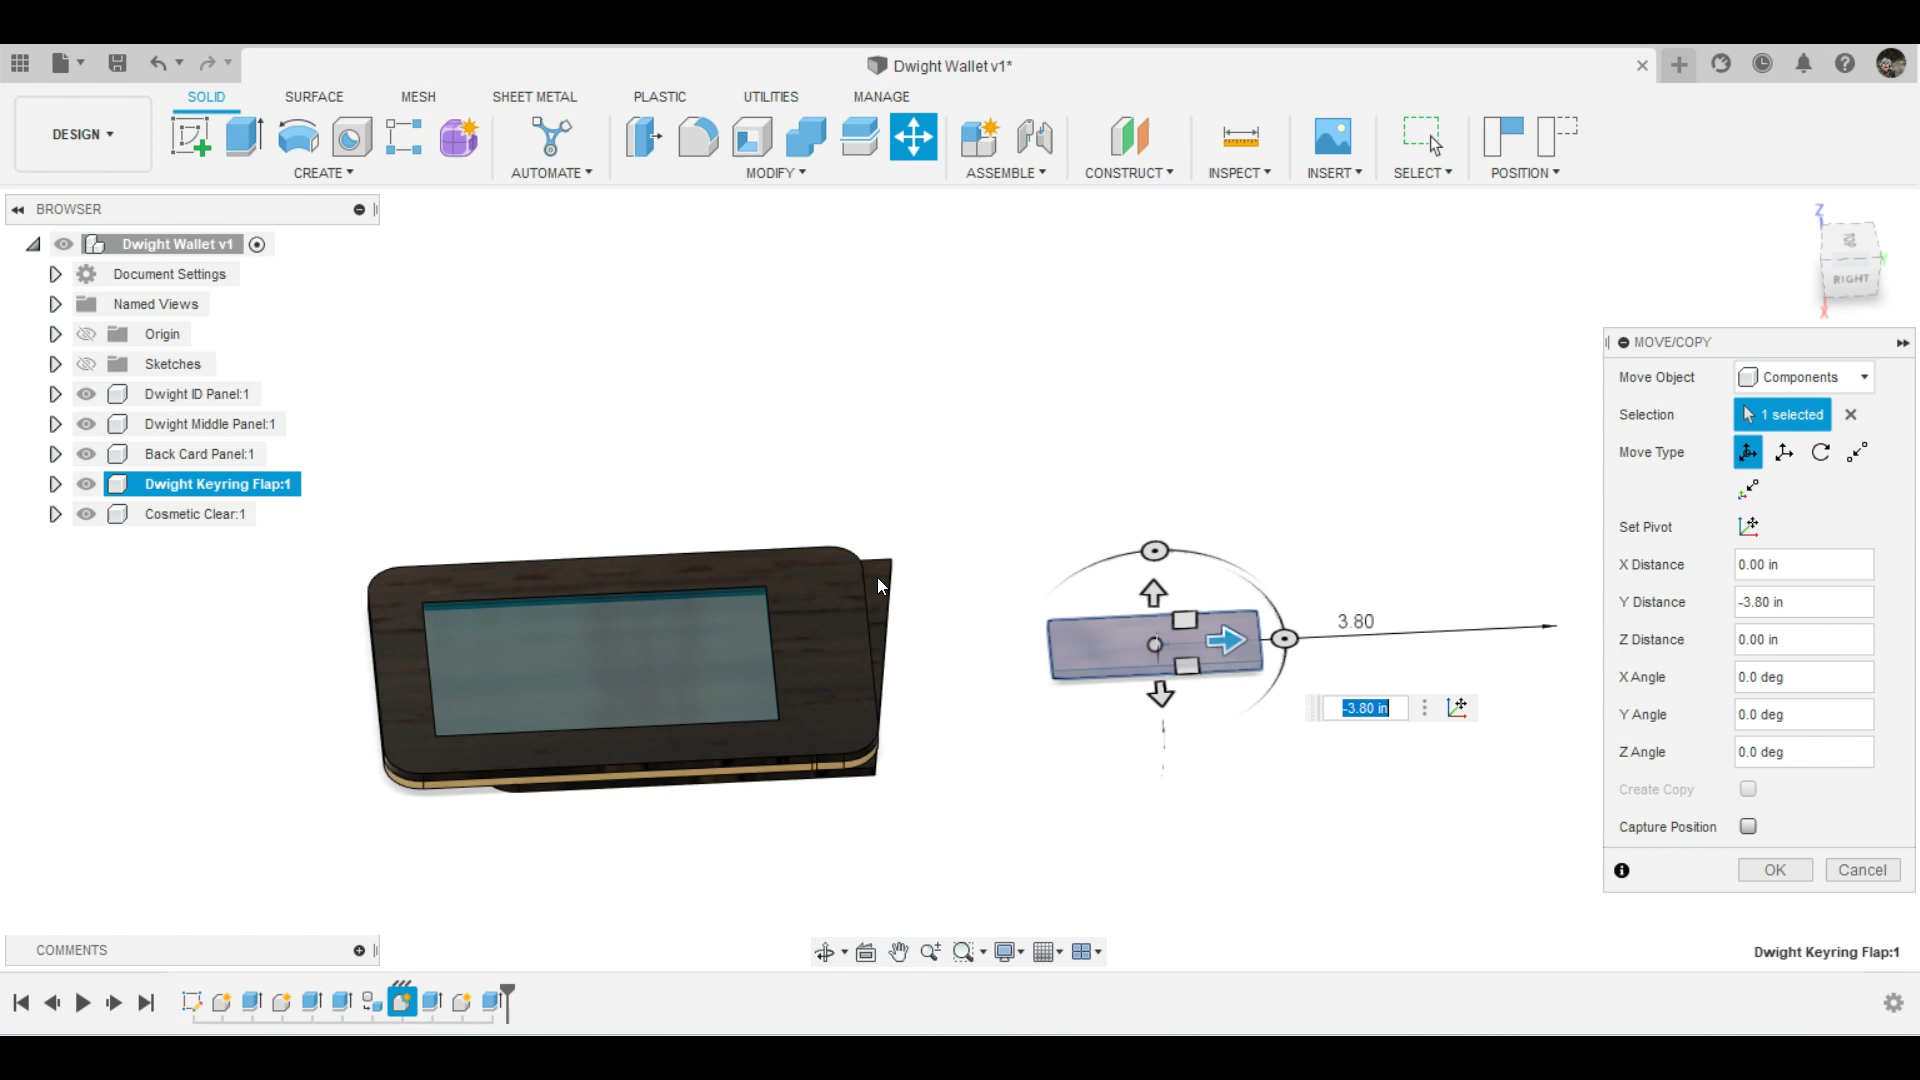 Dwight Wallet v1*
SOLID SURFACE MESH SHEET METAL PLASTIC UTILITIES MANAGE
DESIGN
CREATE AUTOMATE MODIFY ASSEMBLE CONSTRUCT INSPECT INSERT SELECT POSITION
BROWSER
Dwight Wallet v1
Document Settings
Named Views
Origin
Sketches
Dwight ID Panel:1
Dwight Middle Panel:1
Back Card Panel:1
Dwight Keyring Flap:1
Cosmetic Clear:1
Z
TOP
RIGHT
X
MOVE/COPY
Move Object Components
Selection 1 selected
Move Type
Set Pivot
X Distance 0.00 in
Y Distance -3.80 in
Z Distance 0.00 in
X Angle 0.0 deg
Y Angle 0.0 deg
Z Angle 0.0 deg
Create Copy
Capture Position
OK Cancel
3.80
-3.80 in
COMMENTS
Dwight Keyring Flap:1